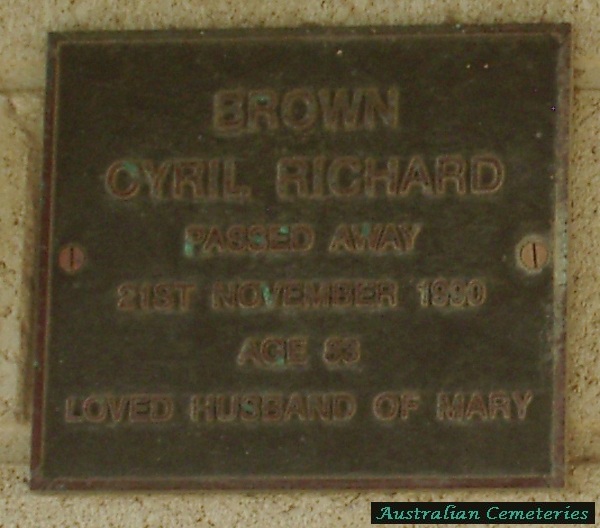 BROWN
CYRIL RICHARD
PASSED AWAY
21ST NOVEMBER 1990
AGE
LOVED HUSBAND OF MARY
Australian Cemeteries